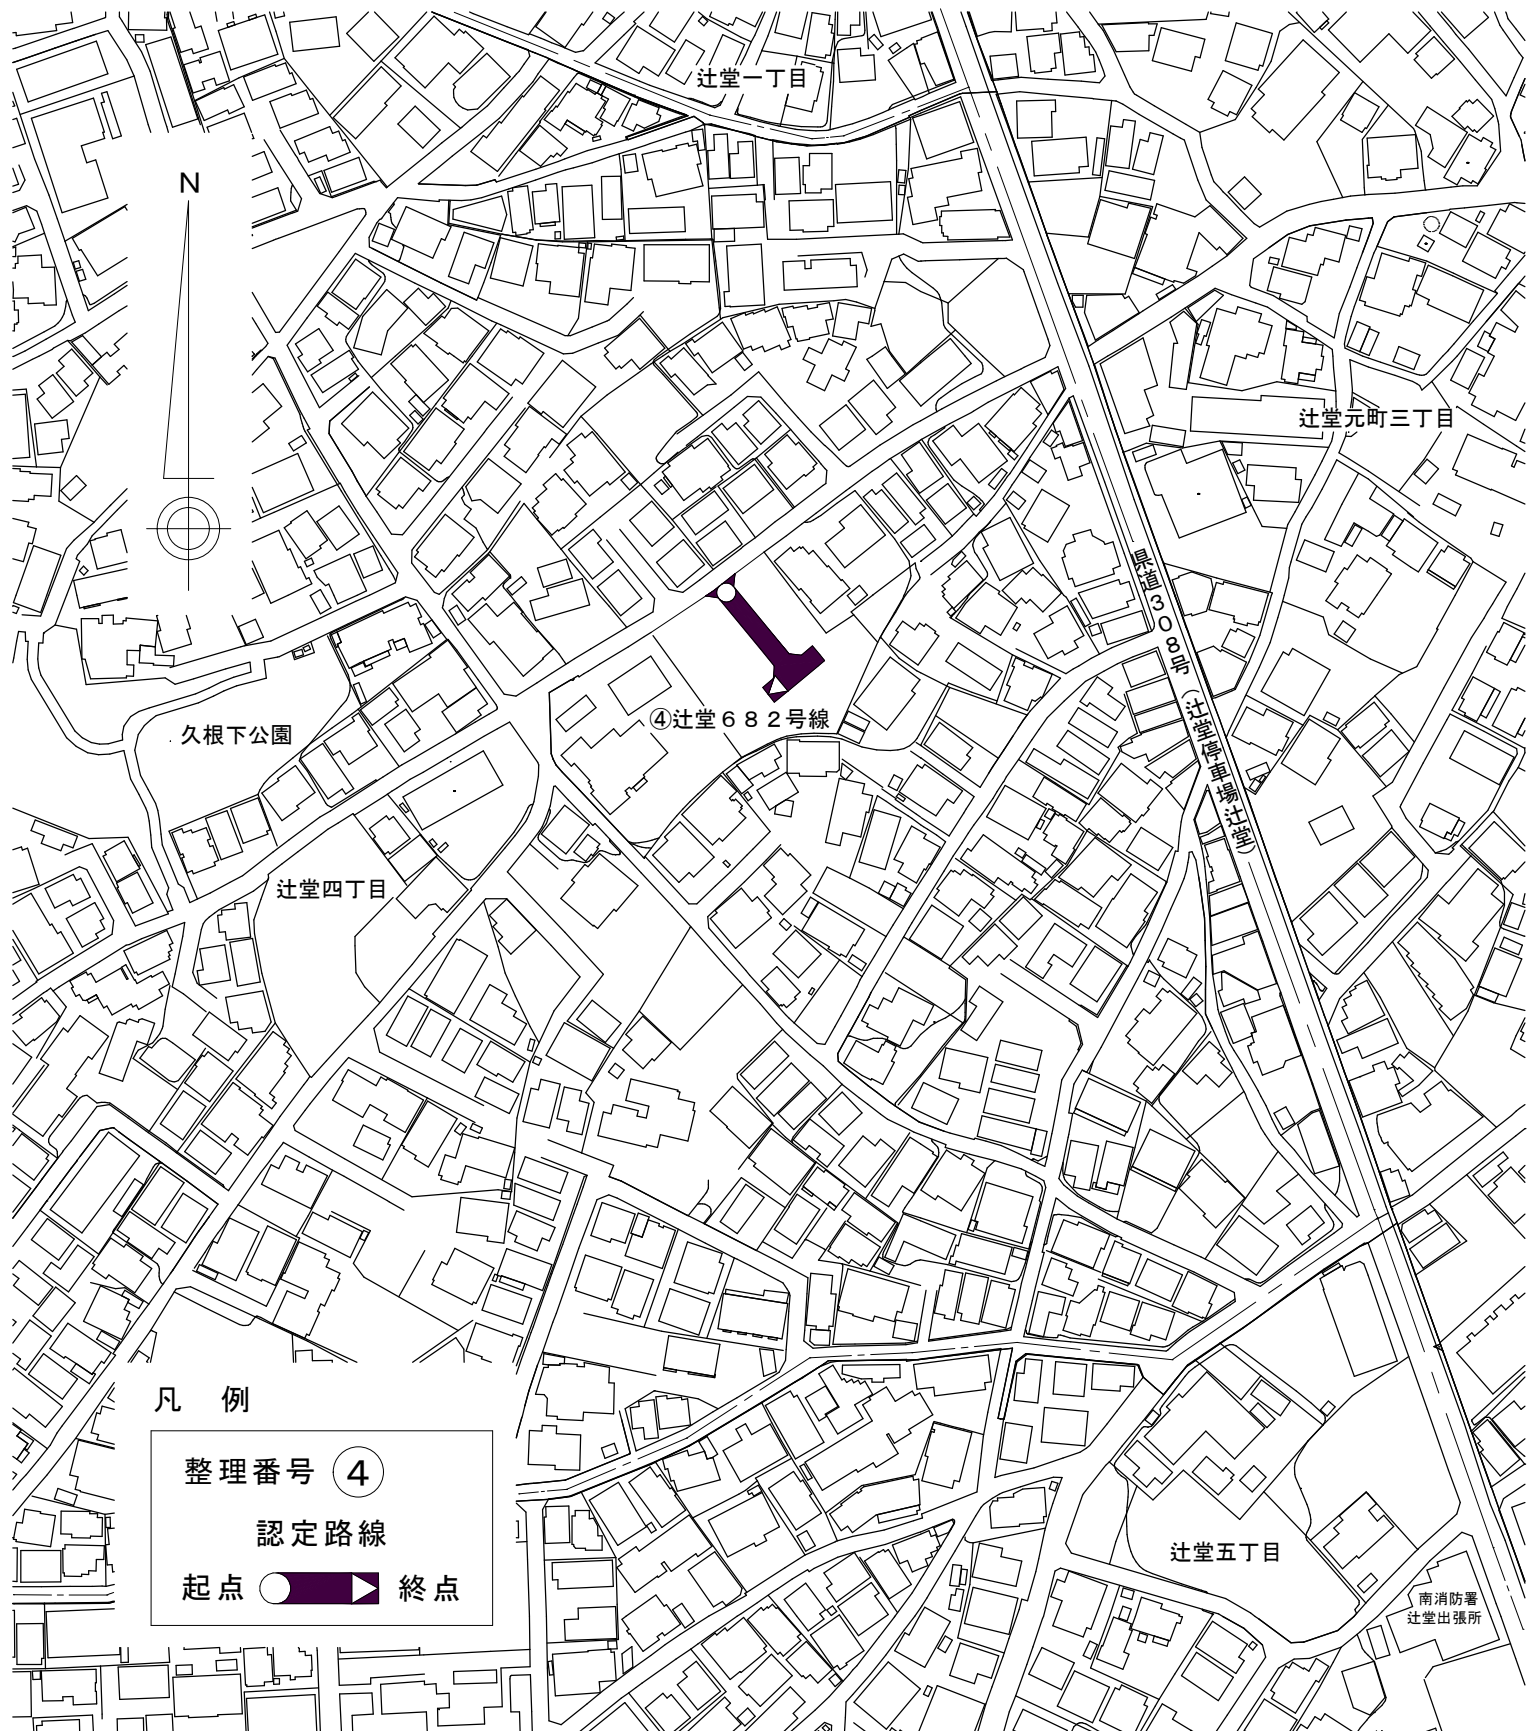 辻堂一丁目
N
辻堂元町三丁目
県道308号（辻堂停車場辻堂）
④辻堂682号線
久根下公園
辻堂四丁目
凡 例
整理番号 ④
認定路線
起点 終点
辻堂五丁目
南消防署
辻堂出張所